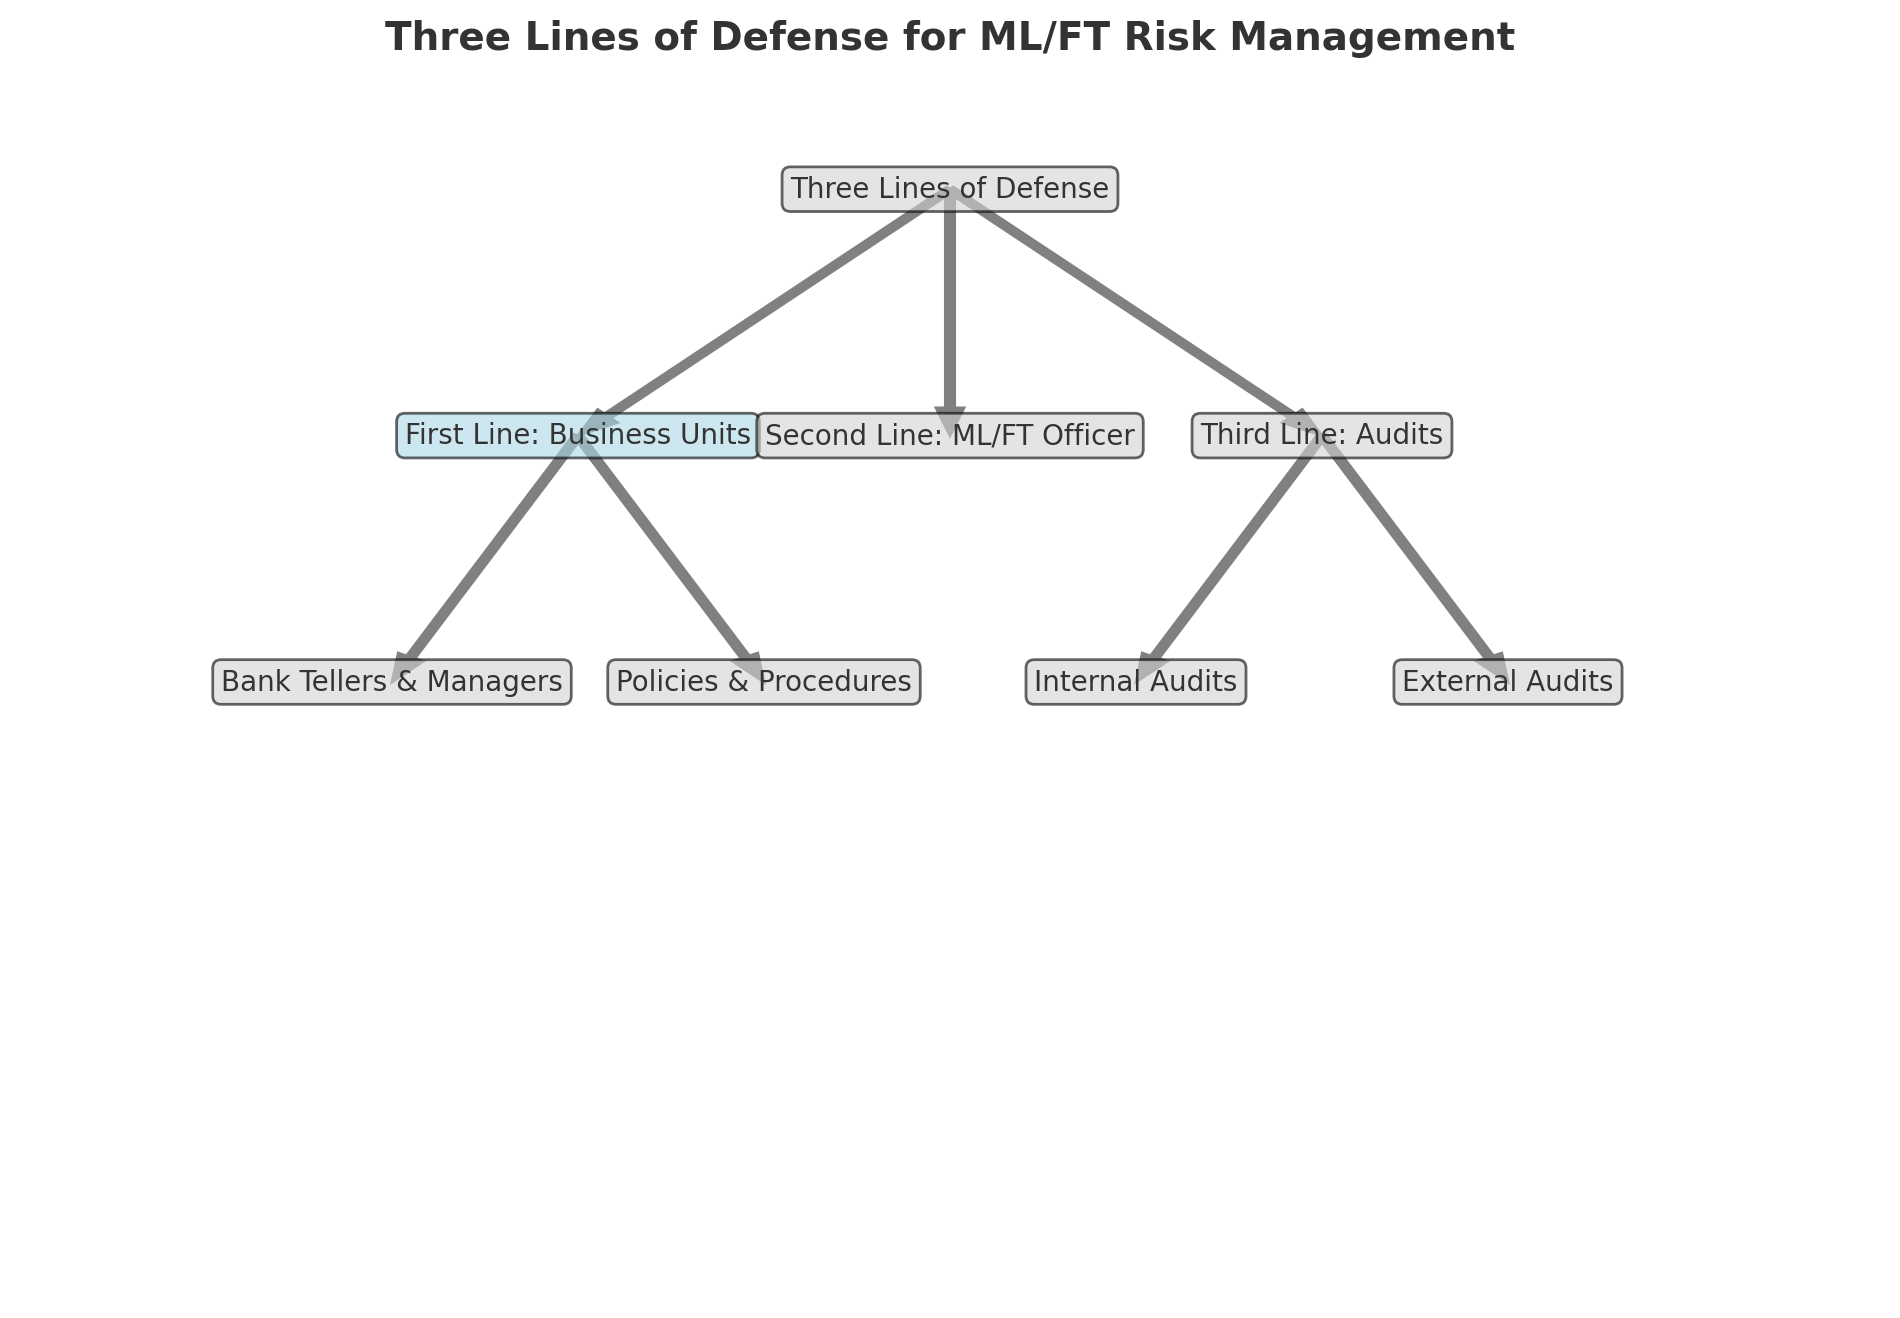 Three Lines of Defense for ML/FT Risk Management
Three Lines of Defense
First Line: Business Units
Second Line: ML/FT Officer
Third Line: Audits
Bank Tellers & Managers
Policies & Procedures
Internal Audits
External Audits